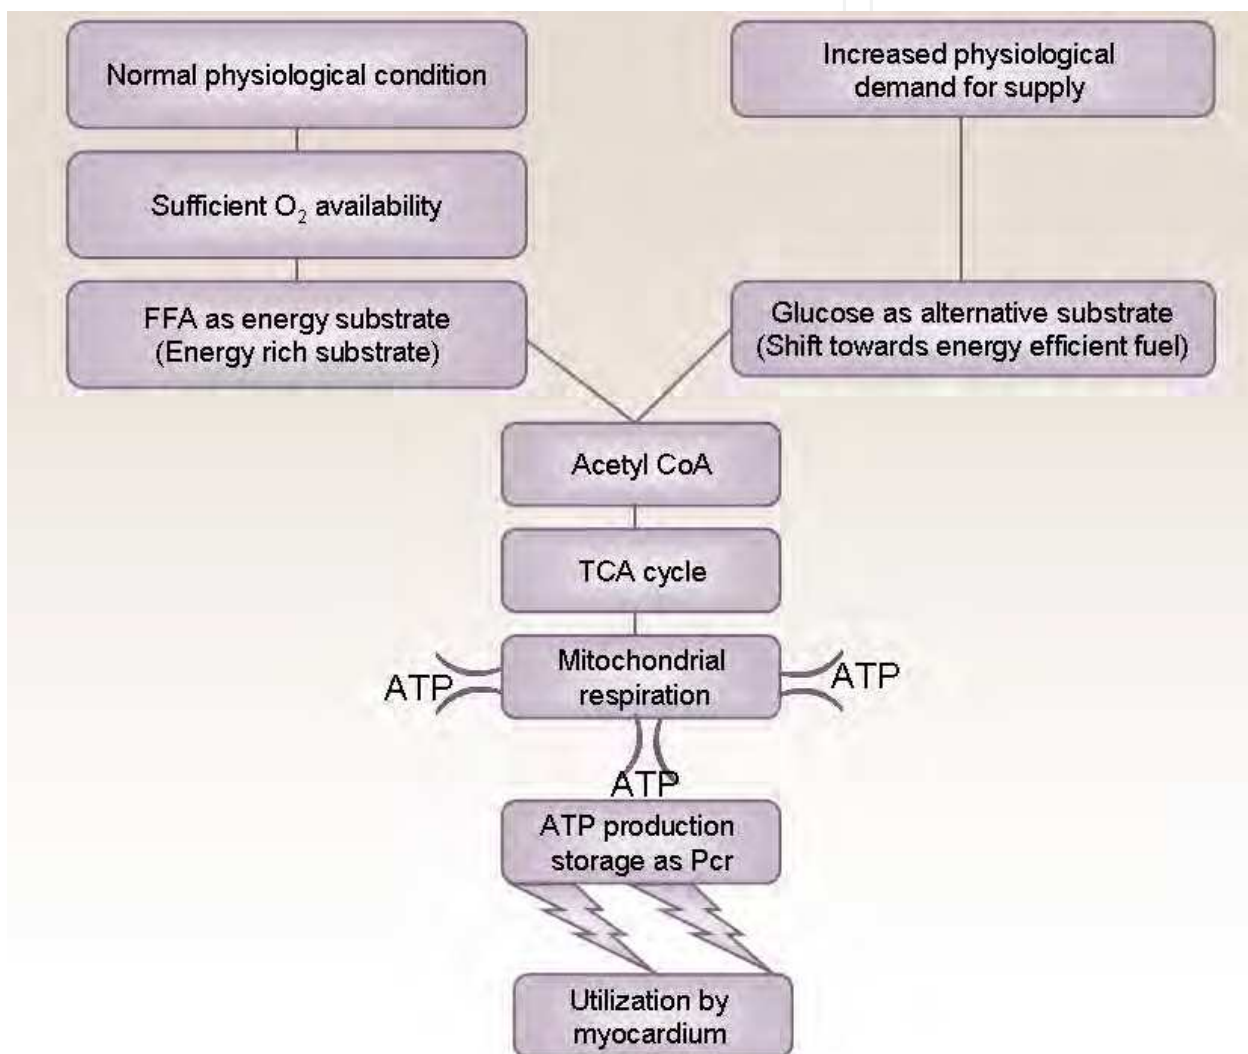 Normal physiological condition
Increased physiological
demand for supply
Sufficient O₂ availability
FFA as energy substrate
(Energy rich substrate)
Glucose as alternative substrate
(Shift towards energy efficient fuel)
Acetyl CoA
TCA cycle
Mitochondrial
respiration
ATP
ATP
ATP
ATP production
storage as Pcr
Utilization by
myocardium